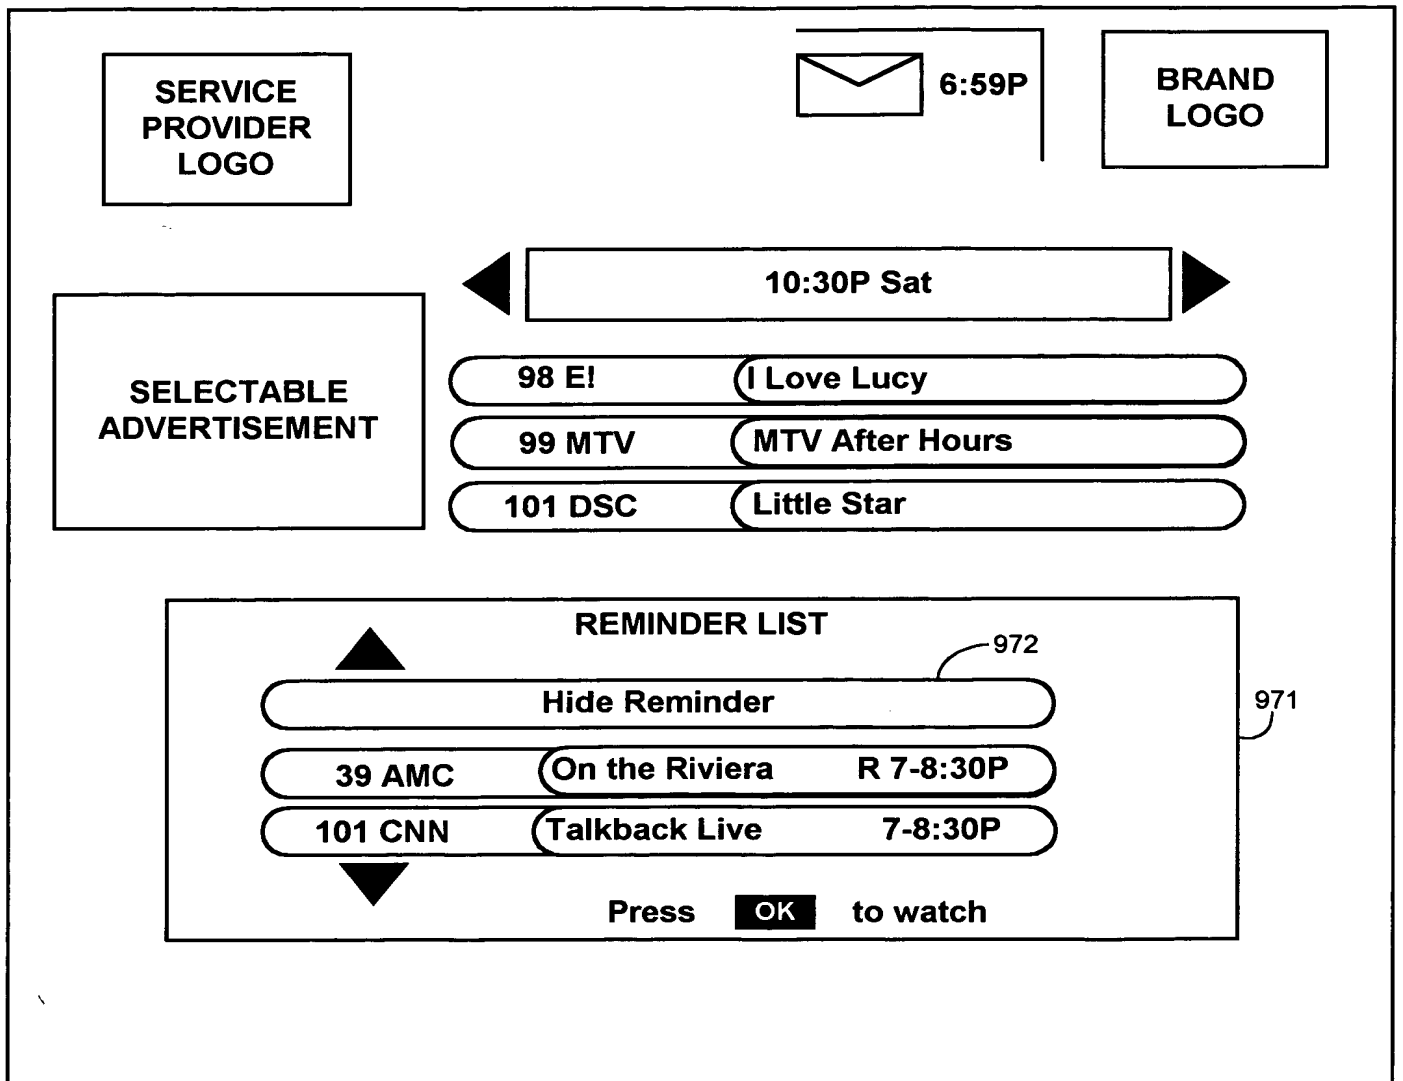 SERVICE
PROVIDER
LOGO
6:59P
BRAND
LOGO
10:30P Sat
SELECTABLE
ADVERTISEMENT
98 E! I Love Lucy
99 MTV MTV After Hours
101 DSC Little Star
REMINDER LIST
972
Hide Reminder
971
39 AMC On the Riviera R 7-8:30P
101 CNN Talkback Live 7-8:30P
Press OK to watch